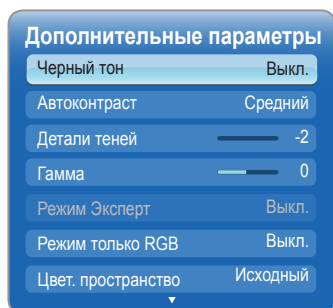 Дополнительные параметры
Черный тон Выкл.
Автоконтраст Средний
Детали теней -2
Гамма 0
Режим Эксперт Выкл.
Режим только RGB Выкл.
Цвет. пространство Исходный